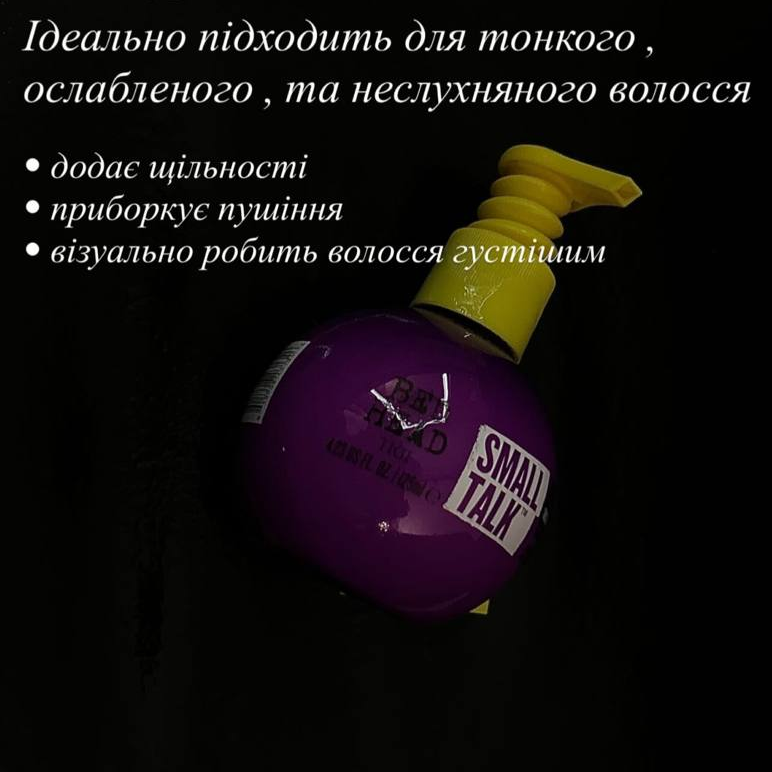 Ідеально підходить для тонкого ,
ослабленого , та неслухняного волосся
• додає щільності
• приборкує пушіння
• візуально робить волосся густішим
BED
HEAD
TIGI
SMALL
TALK™